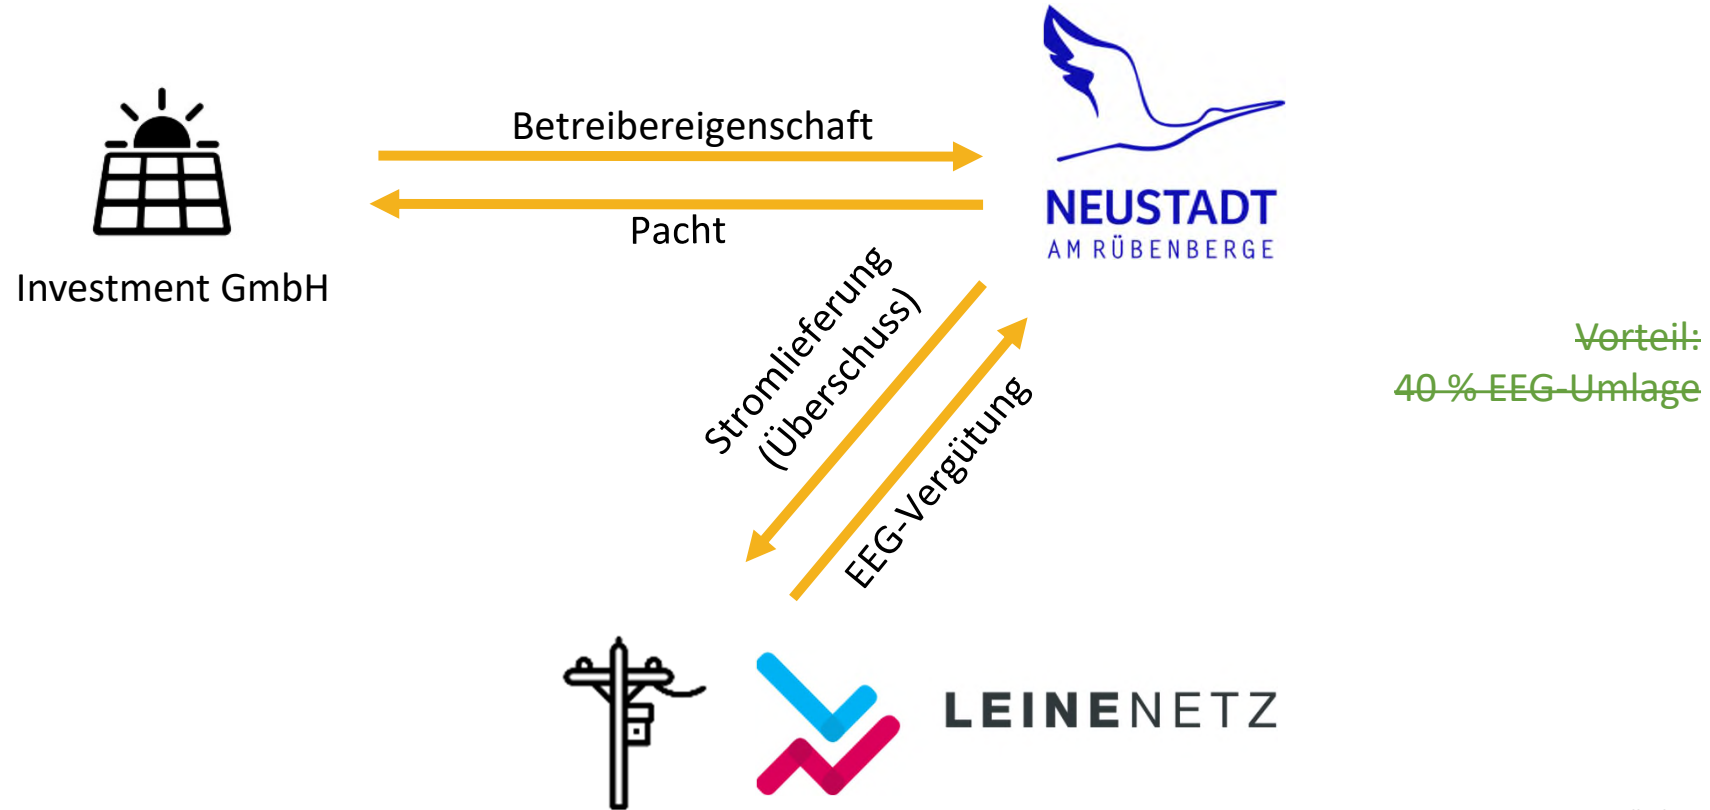 Betreibereigenschaft
Pacht
Investment GmbH
NEUSTADT
AM RÜBENBERGE
Stromlieferung
(Überschuss)
EEG-Vergütung
Vorteil:
40 % EEG-Umlage
LEINENETZ